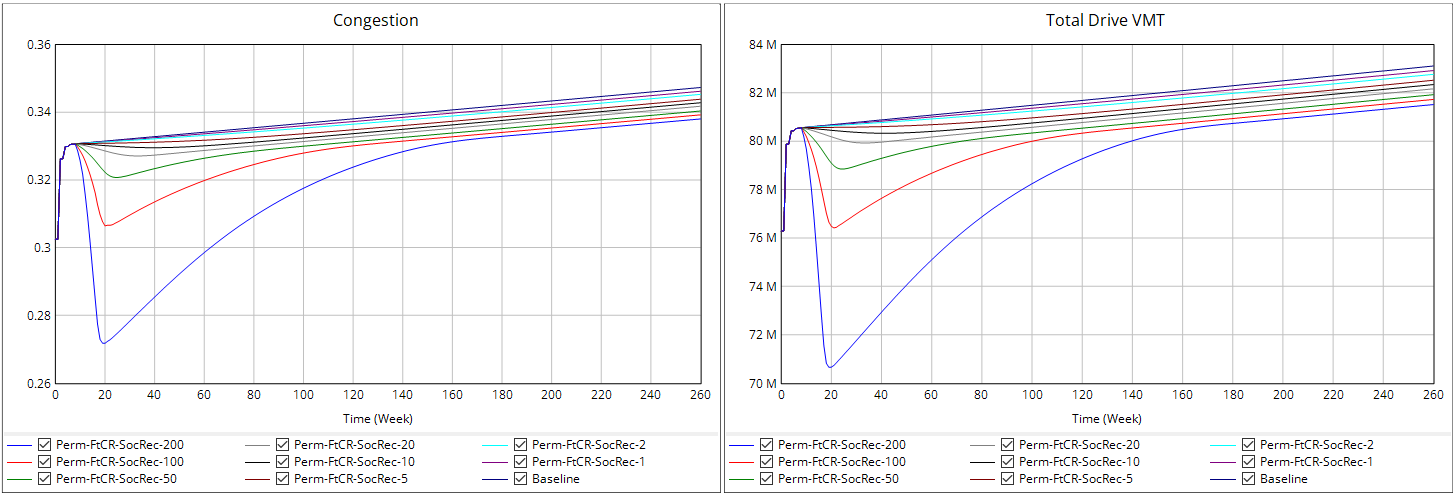 Congestion
0.36
0.34
0.32
0.3
0.28
0.26
0 20 40 60 80 100 120 140 160 180 200 220 240 260
Time (Week)
Perm-FtCR-SocRec-200 Perm-FtCR-SocRec-20 Perm-FtCR-SocRec-2
Perm-FtCR-SocRec-100 Perm-FtCR-SocRec-10 Perm-FtCR-SocRec-1
Perm-FtCR-SocRec-50 Perm-FtCR-SocRec-5 Baseline
Total Drive VMT
84 M
82 M
80 M
78 M
76 M
74 M
72 M
70 M
0 20 40 60 80 100 120 140 160 180 200 220 240 260
Time (Week)
Perm-FtCR-SocRec-200 Perm-FtCR-SocRec-20 Perm-FtCR-SocRec-2
Perm-FtCR-SocRec-100 Perm-FtCR-SocRec-10 Perm-FtCR-SocRec-1
Perm-FtCR-SocRec-50 Perm-FtCR-SocRec-5 Baseline